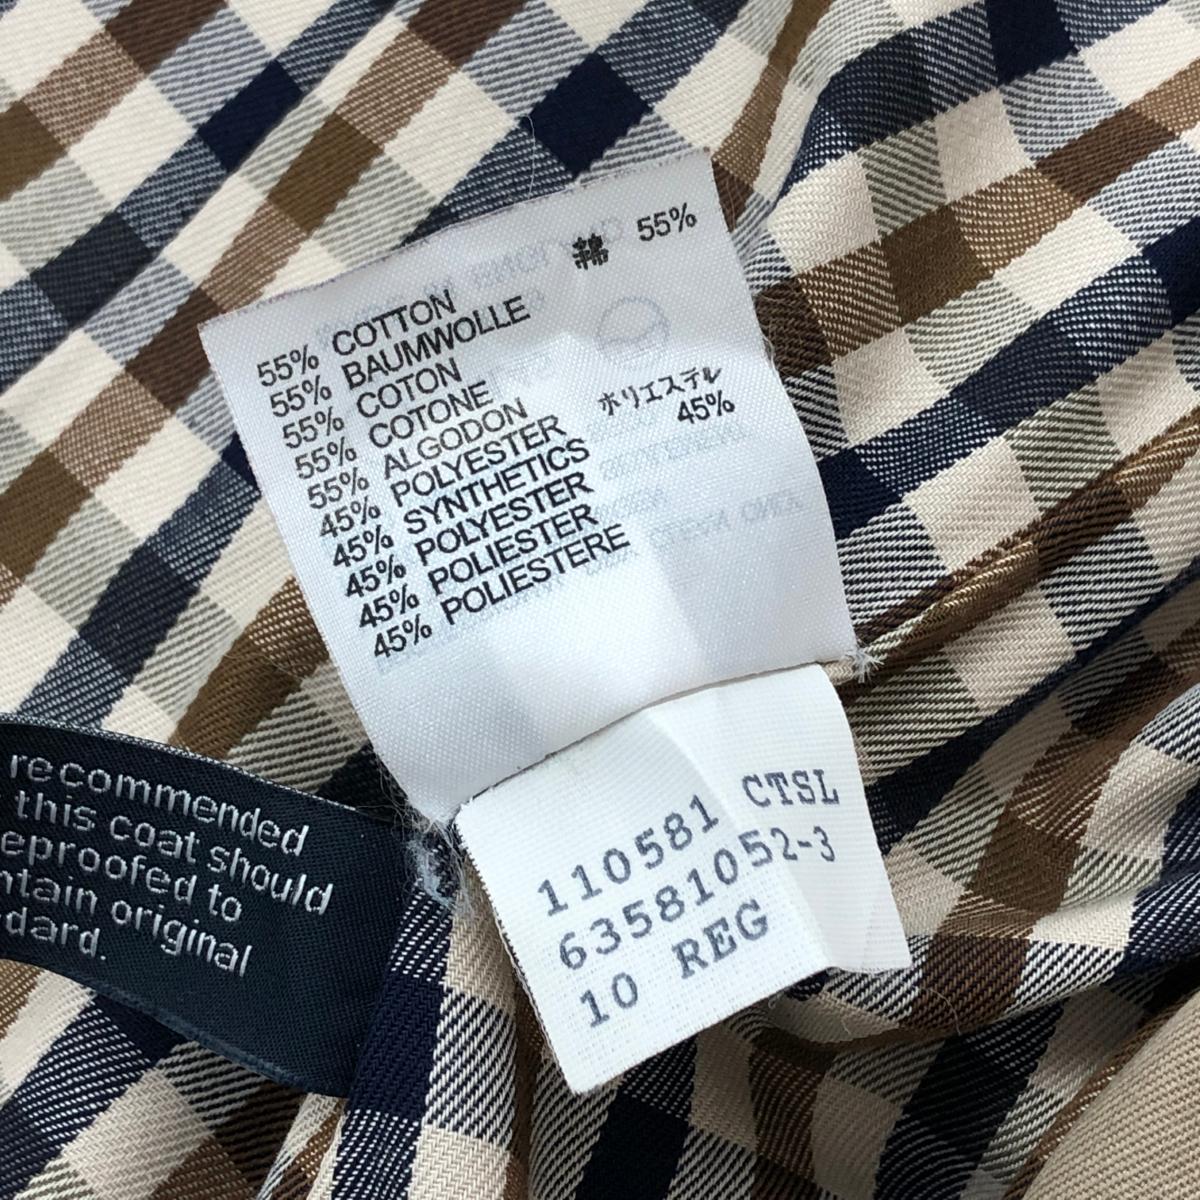 綿 55%
55% COTTON
55% BAUMWOLLE
55% COTON
55% COTONE
55% ALGODON
45% POLYESTER
45% SYNTHETICS
45% POLYESTER
45% POLIESTER
45% POLIESTERE
ポリエステル
45%
110581 CTSL
63581052-3
10 REG
recommended
this coat should
eproofed to
ntain original
dard.